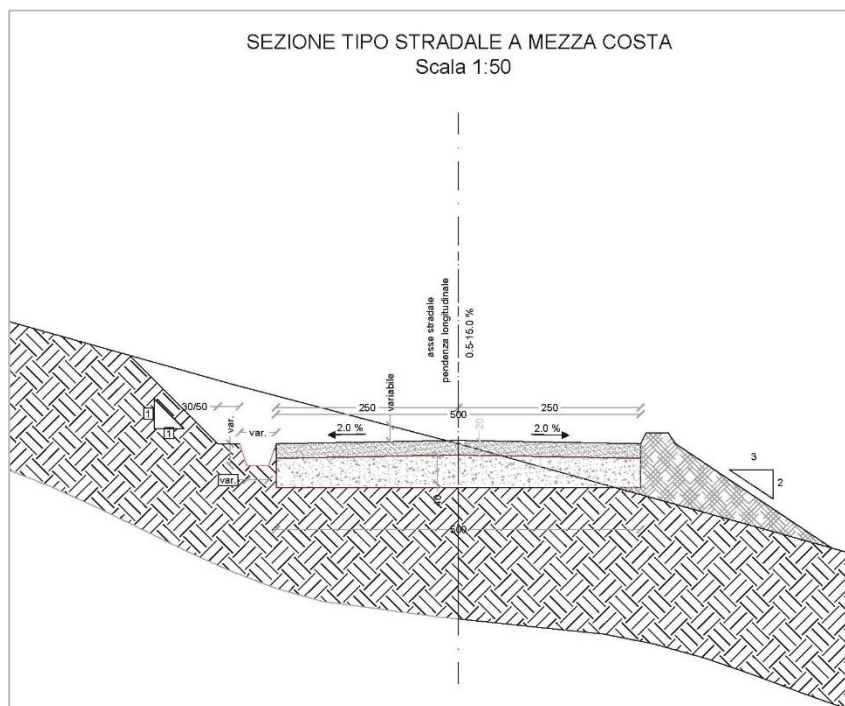 SEZIONE TIPO STRADALE A MEZZA COSTA
Scala 1:50
asse stradale
pendenza longitudinale
0.5-15.0 %
variabile
30/50
250
250
500
var.
var.
2.0 %
20
2.0 %
1
1
3
2
var.
40
500